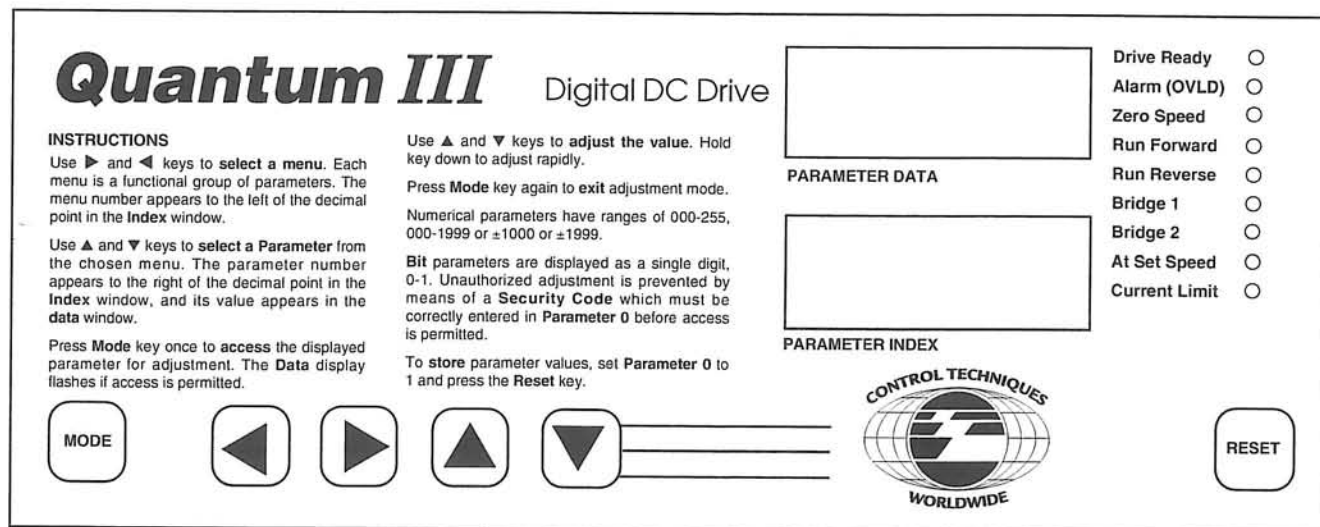 Quantum III Digital DC Drive
INSTRUCTIONS
Use ▶ and ◀ keys to select a menu. Each
menu is a functional group of parameters. The
menu number appears to the left of the decimal
point in the Index window.
Use ▲ and ▼ keys to select a Parameter from
the chosen menu. The parameter number
appears to the right of the decimal point in the
Index window, and its value appears in the
data window.
Press Mode key once to access the displayed
parameter for adjustment. The Data display
flashes if access is permitted.
Use ▲ and ▼ keys to adjust the value. Hold
key down to adjust rapidly.
Press Mode key again to exit adjustment mode.
Numerical parameters have ranges of 000-255,
000-1999 or ±1000 or ±1999.
Bit parameters are displayed as a single digit,
0-1. Unauthorized adjustment is prevented by
means of a Security Code which must be
correctly entered in Parameter 0 before access
is permitted.
To store parameter values, set Parameter 0 to
1 and press the Reset key.
PARAMETER DATA
PARAMETER INDEX
Drive Ready
Alarm (OVLD)
Zero Speed
Run Forward
Run Reverse
Bridge 1
Bridge 2
At Set Speed
Current Limit
MODE
CONTROL TECHNIQUES
WORLDWIDE
RESET